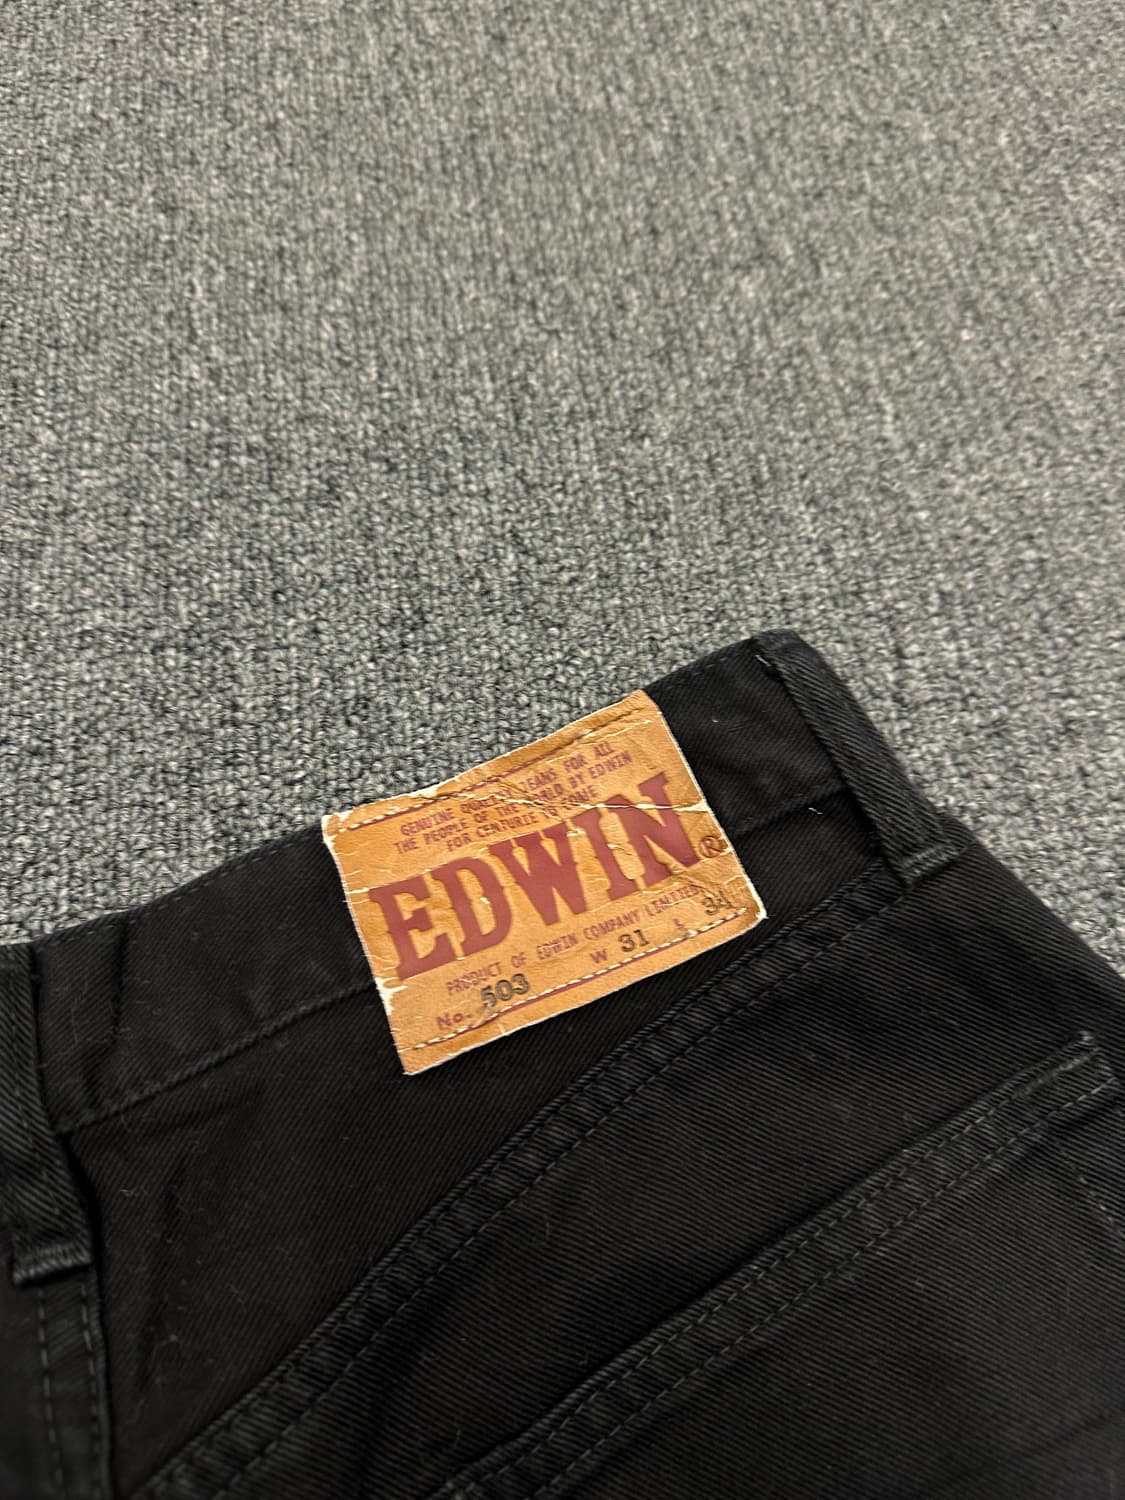 GENUINE QUALITY JEANS FOR ALL
THE PEOPLE OF THE WORLD BY EDWIN
FOR CENTURIES TO COME
EDWIN®
PRODUCT OF EDWIN COMPANY LIMITED
No. 503 W 31 L 34